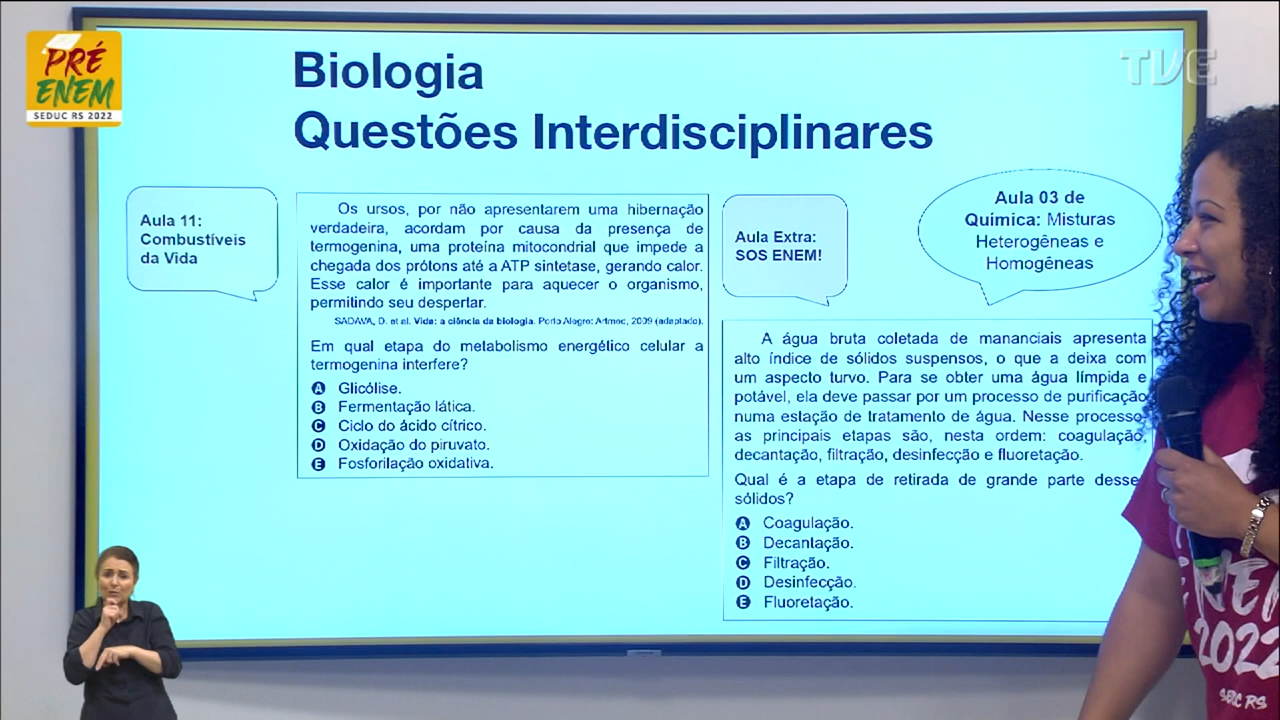 PRÉ
ENEM
SEDUC RS 2022
TVE
Biologia
Questões Interdisciplinares
Aula 11:
Combustíveis
da Vida
Os ursos, por não apresentarem uma hibernação
verdadeira, acordam por causa da presença de
termogenina, uma proteína mitocondrial que impede a
chegada dos prótons até a ATP sintetase, gerando calor.
Esse calor é importante para aquecer o organismo,
permitindo seu despertar.
SADAVA, D. et al. Vida: a ciência da biologia. Porto Alegre: Artmed, 2009 (adaptado).
Em qual etapa do metabolismo energético celular a
termogenina interfere?
A Glicólise.
B Fermentação lática.
C Ciclo do ácido cítrico.
D Oxidação do piruvato.
E Fosforilação oxidativa.
Aula Extra:
SOS ENEM!
Aula 03 de
Química: Misturas
Heterogêneas e
Homogêneas
A água bruta coletada de mananciais apresenta
alto índice de sólidos suspensos, o que a deixa com
um aspecto turvo. Para se obter uma água límpida e
potável, ela deve passar por um processo de purificação
numa estação de tratamento de água. Nesse processo,
as principais etapas são, nesta ordem: coagulação,
decantação, filtração, desinfecção e fluoretação.
Qual é a etapa de retirada de grande parte desse
sólidos?
A Coagulação.
B Decantação.
C Filtração.
D Desinfecção.
E Fluoretação.
2022
SEDUC RS